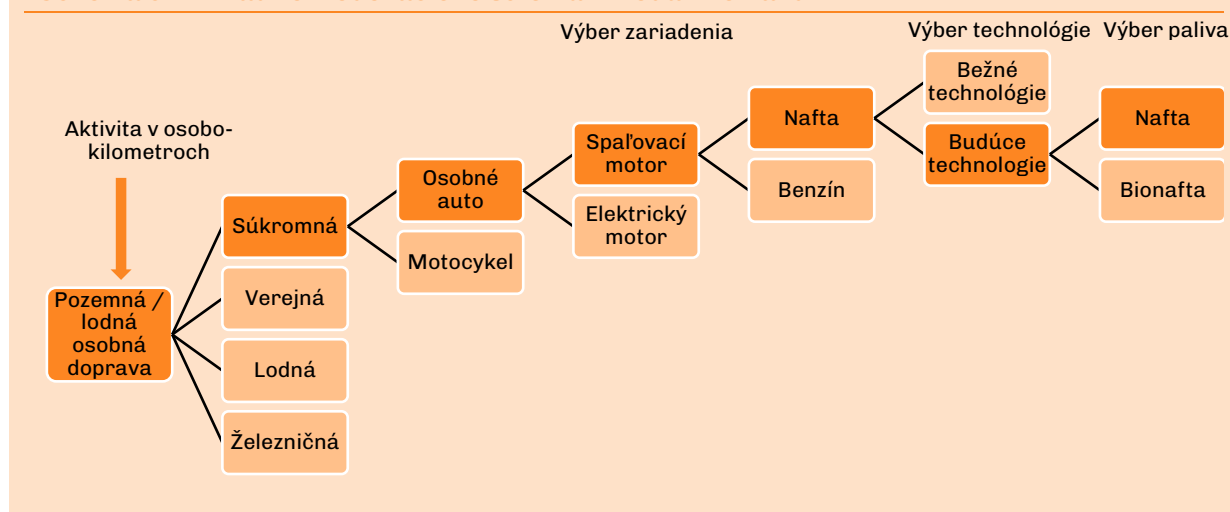 Výber zariadenia
Výber technológie
Výber paliva
Aktivita v osobo-
kilometroch
Pozemná /
lodná
osobná
doprava
Súkromná
Verejná
Lodná
Železničná
Osobné
auto
Motocykel
Spaľovací
motor
Elektrický
motor
Nafta
Benzín
Bežné
technológie
Budúce
technologie
Nafta
Bionafta